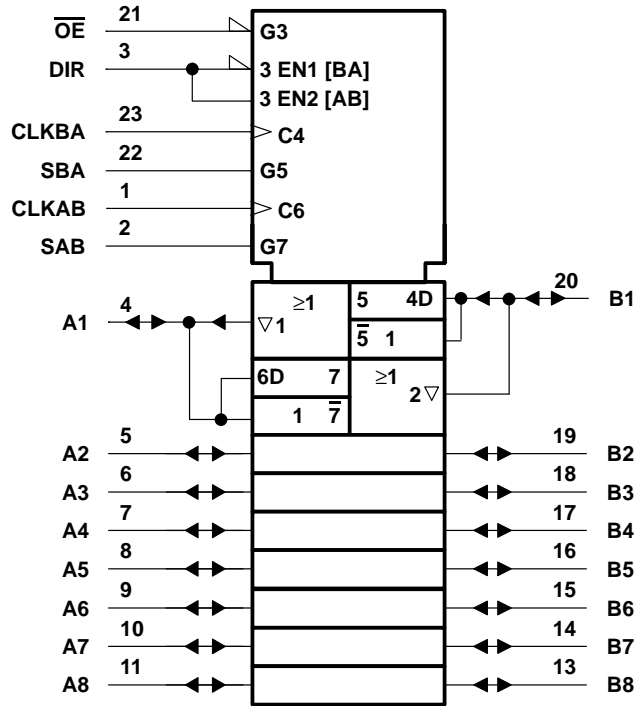 21
OE G3
3
DIR 3 EN1 [BA]
3 EN2 [AB]
23
CLKBA C4
22
SBA G5
1
CLKAB C6
2
SAB G7
20
≥1 5 4D B1
4
A1 ▽1 5̅ 1
6D 7 ≥1
2▽
1 7̅
5 19
A2 B2
6 18
A3 B3
7 17
A4 B4
8 16
A5 B5
9 15
A6 B6
10 14
A7 B7
11 13
A8 B8